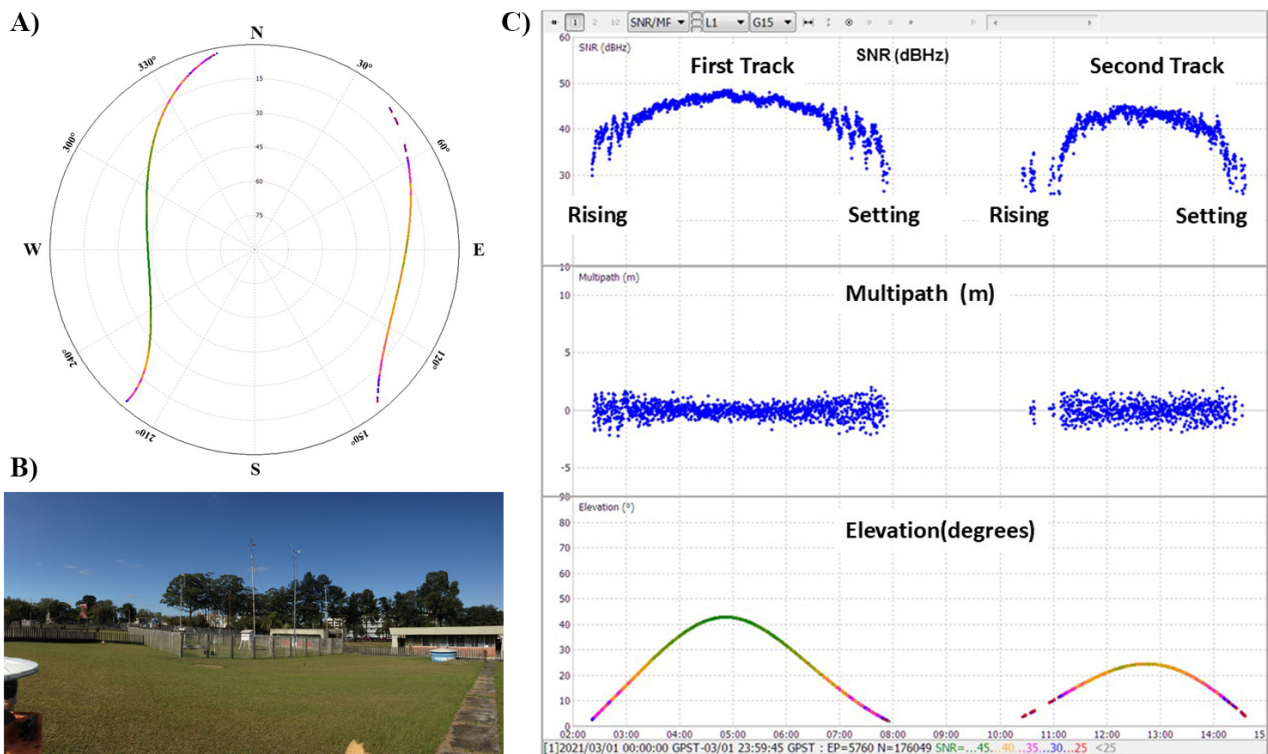 A)
N
330°
30°
15
30
300°
60°
45
60
75
W
E
240°
120°
210°
150°
S
B)
C)
1 2 10 SNR/MP L1 G15
60
SNR (dBHz)
SNR (dBHz)
First Track
Second Track
50
40
30
Rising
Setting
Rising
Setting
10
Multipath (m)
Multipath (m)
10
5
0
-5
90
Elevation (°)
80
Elevation(degrees)
70
60
50
40
30
20
10
0
02:00 03:00 04:00 05:00 06:00 07:00 08:00 09:00 10:00 11:00 12:00 13:00 14:00 15
[1]2021/03/01 00:00:00 GPST-03/01 23:59:45 GPST : EP=5760 N=176049 SNR=...45...40...35...30...25 <25